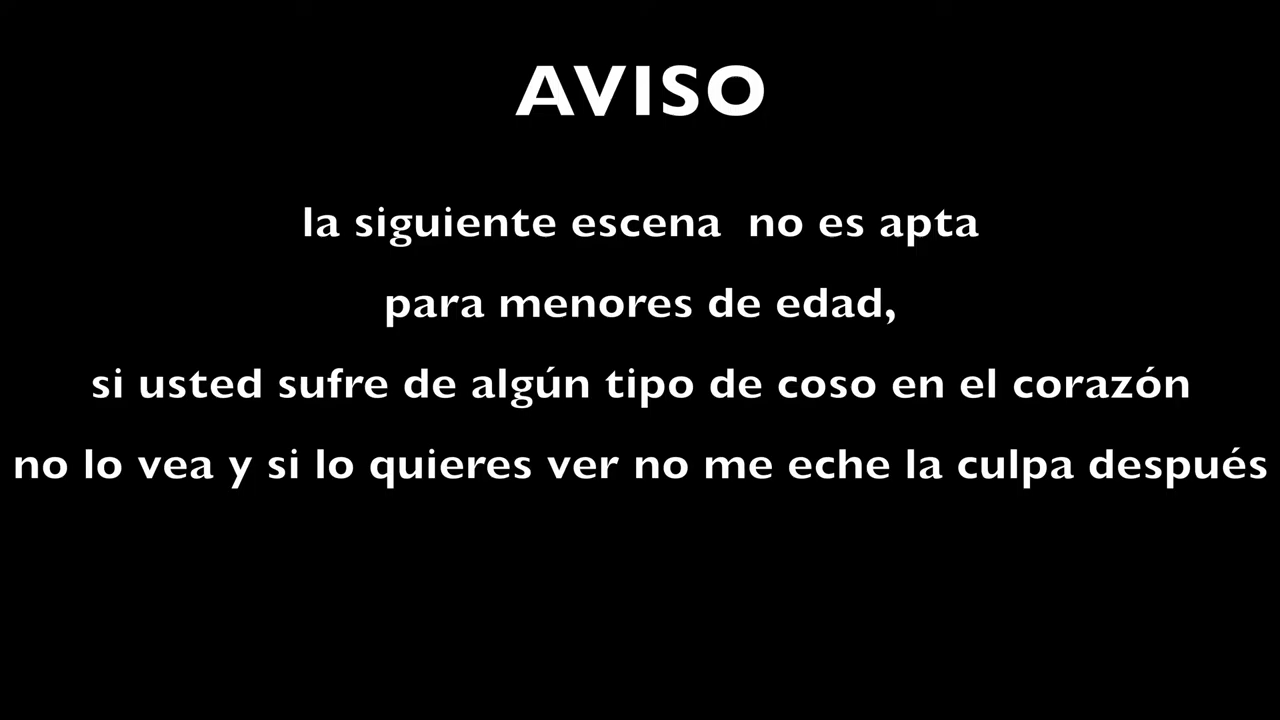 AVISO
la siguiente escena  no es apta
para menores de edad,
si usted sufre de algún tipo de coso en el corazón
no lo vea y si lo quieres ver no me eche la culpa después